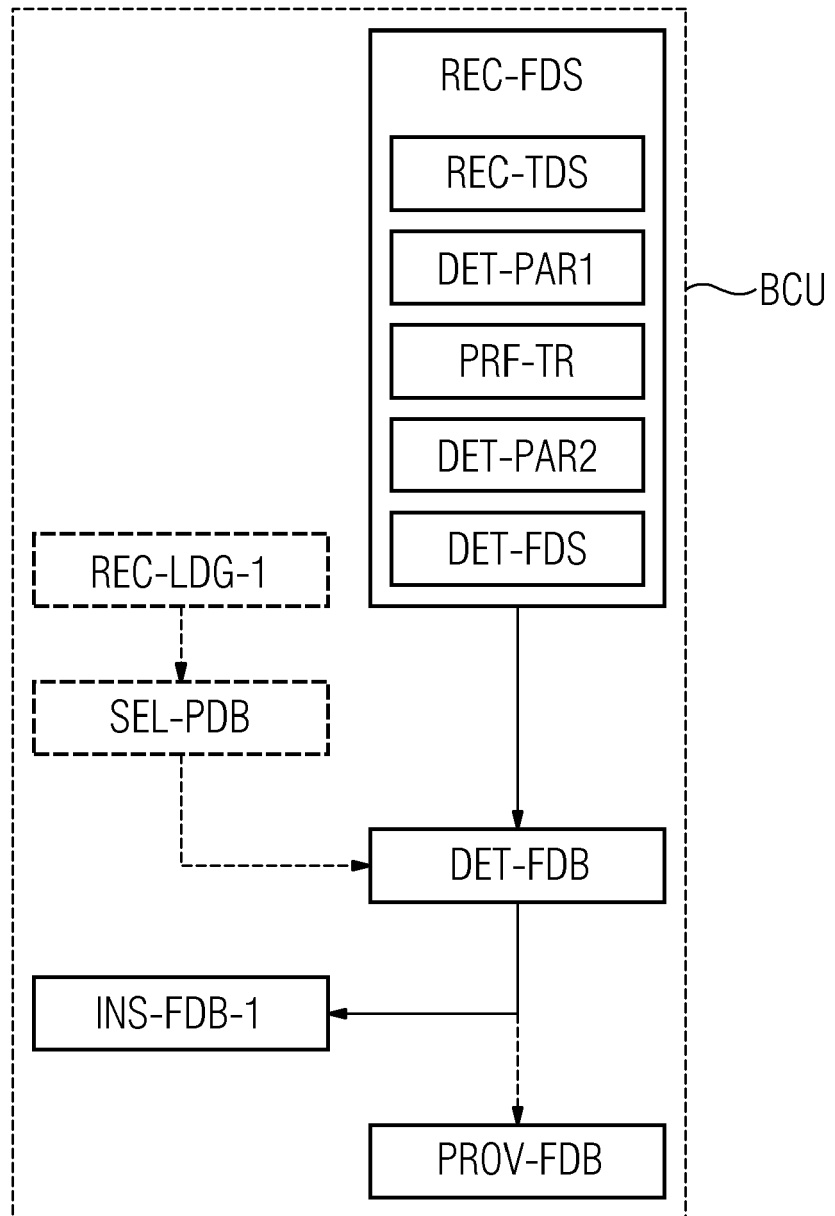 REC-FDS
REC-TDS
DET-PAR1
BCU
PRF-TR
DET-PAR2
DET-FDS
REC-LDG-1
SEL-PDB
DET-FDB
INS-FDB-1
PROV-FDB